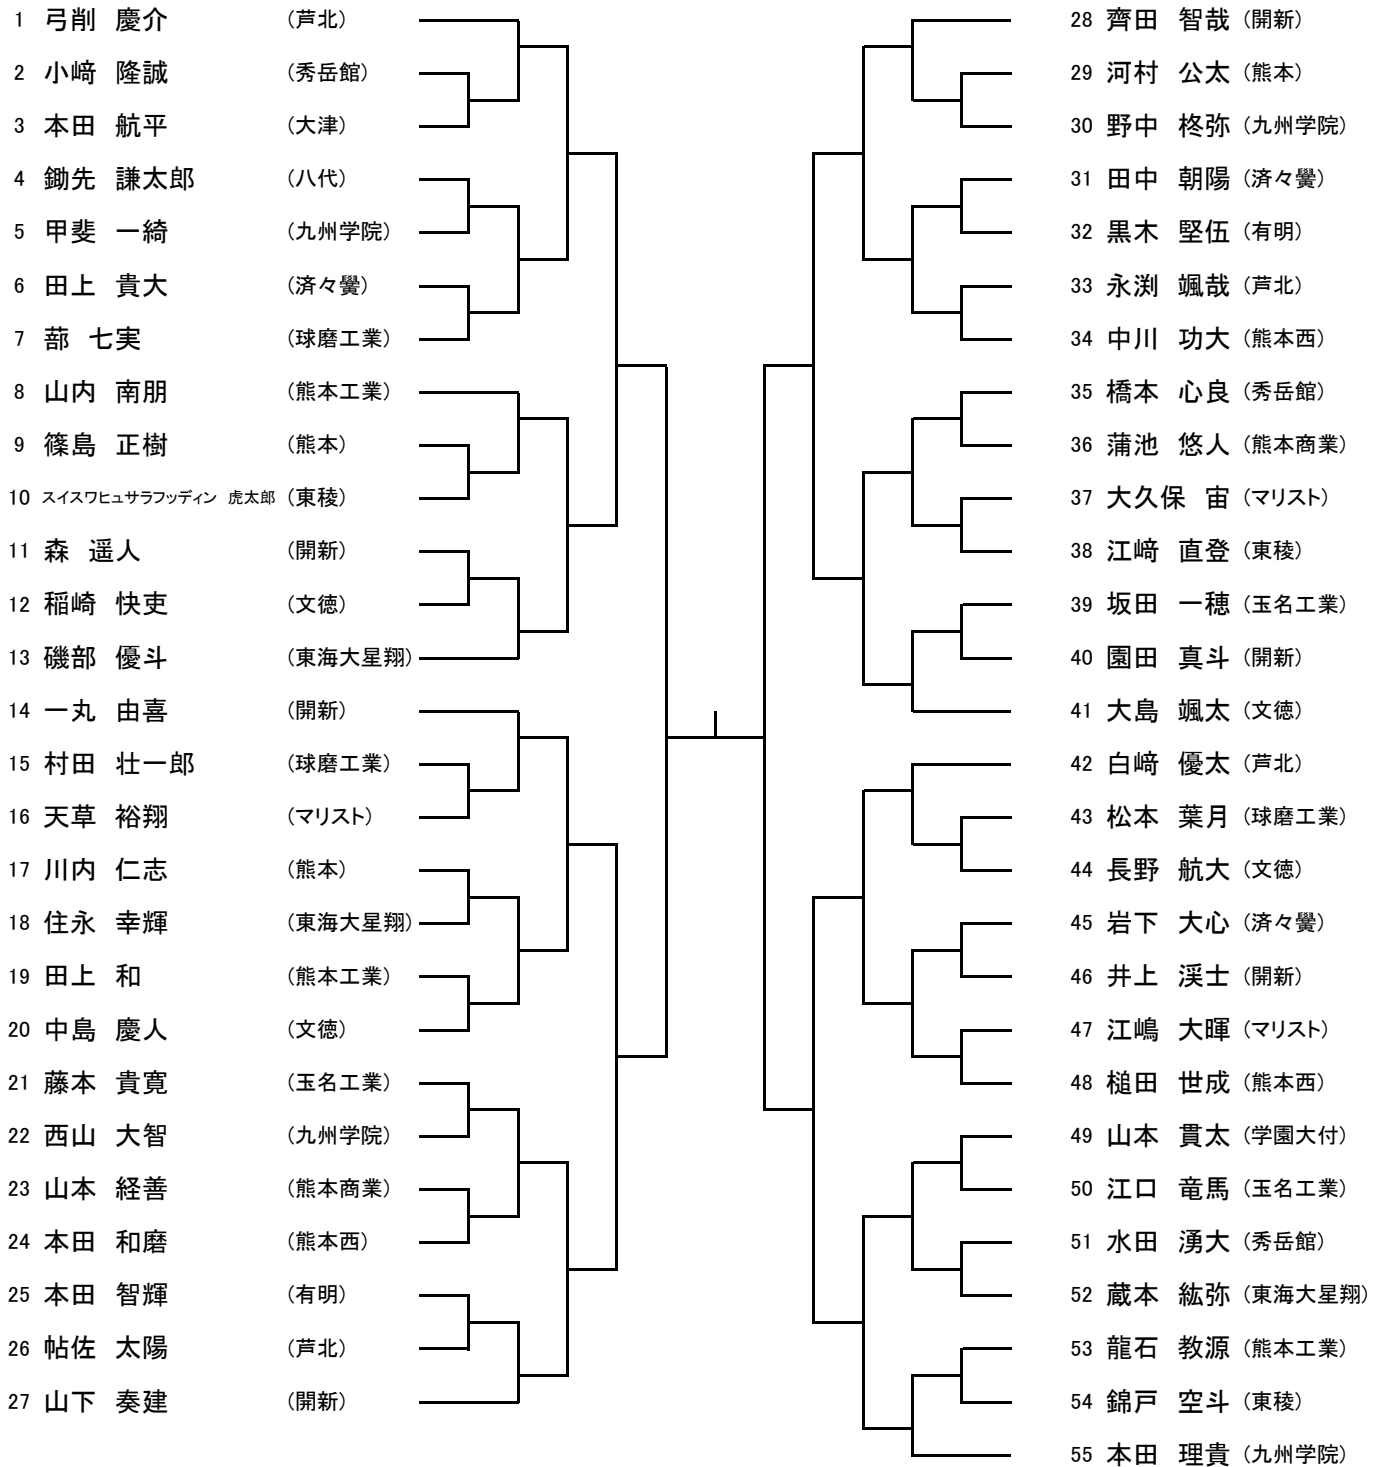 1 弓削　慶介 (芦北)
2 小﨑　隆誠 (秀岳館)
3 本田　航平 (大津)
4 鋤先　謙太郎 (八代)
5 甲斐　一綺 (九州学院)
6 田上　貴大 (済々黌)
7 蔀　七実 (球磨工業)
8 山内　南朋 (熊本工業)
9 篠島　正樹 (熊本)
10 スイスワヒュサラフッディン　虎太郎 (東稜)
11 森　遥人 (開新)
12 稲崎　快吏 (文徳)
13 磯部　優斗 (東海大星翔)
14 一丸　由喜 (開新)
15 村田　壮一郎 (球磨工業)
16 天草　裕翔 (マリスト)
17 川内　仁志 (熊本)
18 住永　幸輝 (東海大星翔)
19 田上　和 (熊本工業)
20 中島　慶人 (文徳)
21 藤本　貴寛 (玉名工業)
22 西山　大智 (九州学院)
23 山本　経善 (熊本商業)
24 本田　和磨 (熊本西)
25 本田　智輝 (有明)
26 帖佐　太陽 (芦北)
27 山下　奏建 (開新)
28 齊田　智哉 (開新)
29 河村　公太 (熊本)
30 野中　柊弥 (九州学院)
31 田中　朝陽 (済々黌)
32 黒木　堅伍 (有明)
33 永渕　颯哉 (芦北)
34 中川　功大 (熊本西)
35 橋本　心良 (秀岳館)
36 蒲池　悠人 (熊本商業)
37 大久保　宙 (マリスト)
38 江﨑　直登 (東稜)
39 坂田　一穂 (玉名工業)
40 園田　真斗 (開新)
41 大島　颯太 (文徳)
42 白﨑　優太 (芦北)
43 松本　葉月 (球磨工業)
44 長野　航大 (文徳)
45 岩下　大心 (済々黌)
46 井上　渓士 (開新)
47 江嶋　大暉 (マリスト)
48 槌田　世成 (熊本西)
49 山本　貫太 (学園大付)
50 江口　竜馬 (玉名工業)
51 水田　湧大 (秀岳館)
52 蔵本　紘弥 (東海大星翔)
53 龍石　教源 (熊本工業)
54 錦戸　空斗 (東稜)
55 本田　理貴 (九州学院)